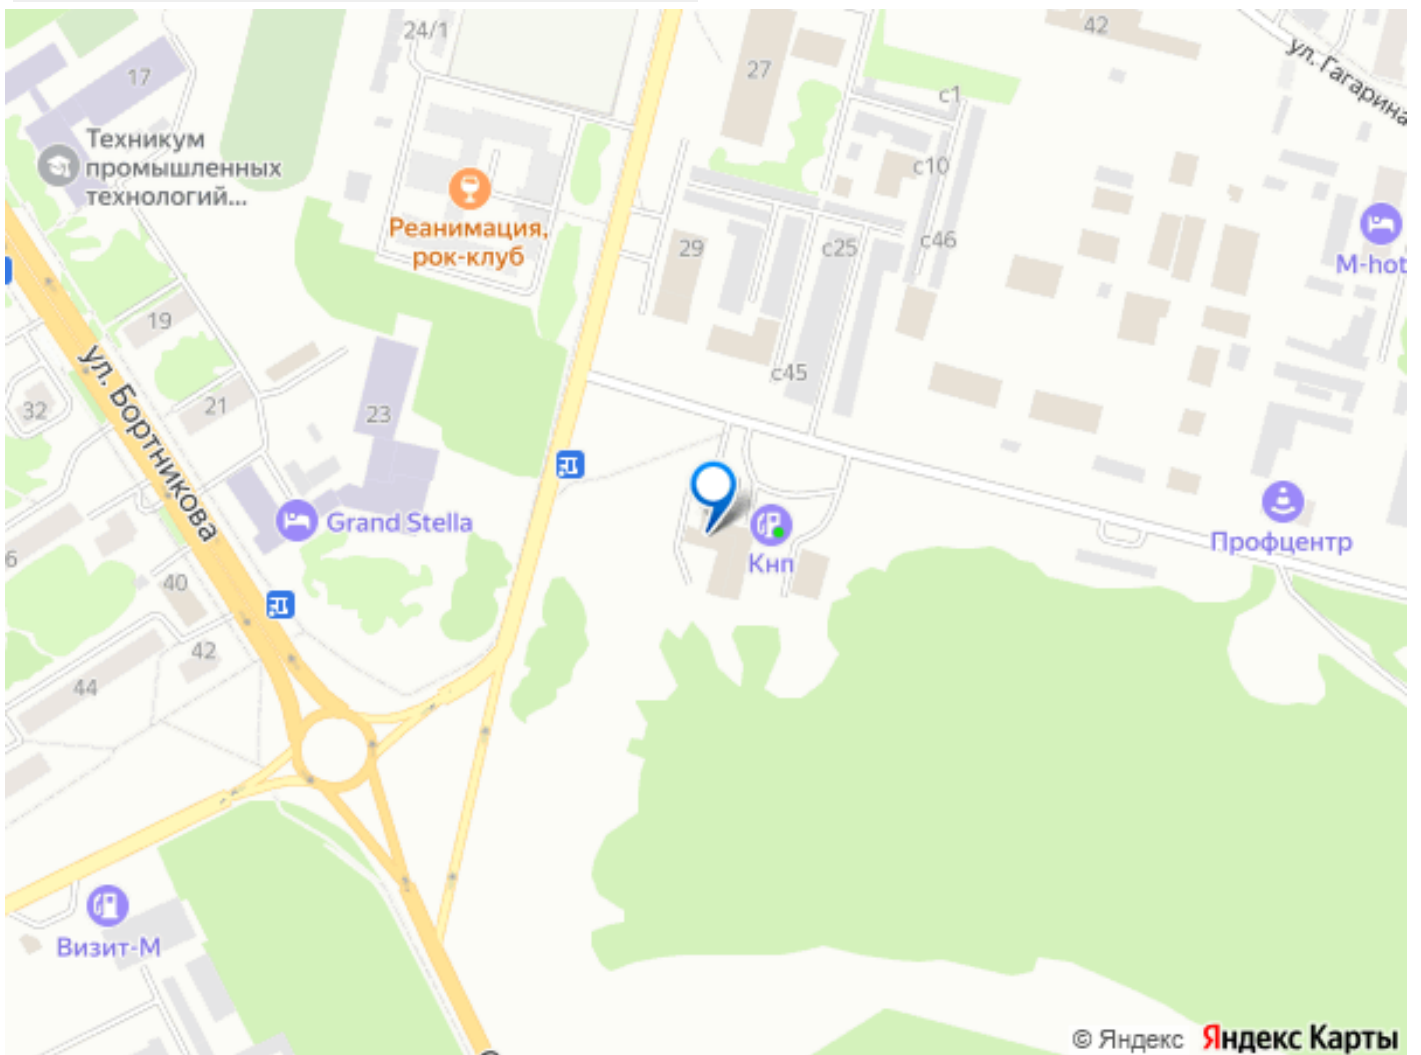 24/1
42
ул. Гагарина
17
27
с1
Техникум
промышленных
технологий...
с10
Реанимация,
рок-клуб
29
с25
с46
M-hot
19
ул. Бортникова
32
21
23
с45
Grand Stella
Кнп
Профцентр
6
40
42
44
Визит-М
© Яндекс Яндекс Карты